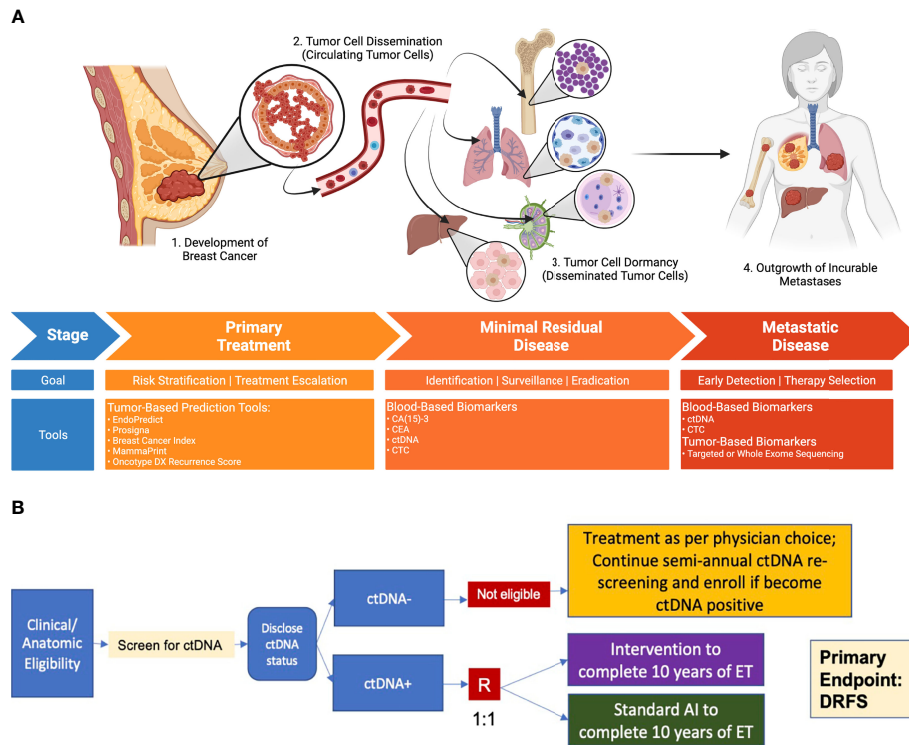 A
2. Tumor Cell Dissemination
(Circulating Tumor Cells)
1. Development of
Breast Cancer
3. Tumor Cell Dormancy
(Disseminated Tumor Cells)
4. Outgrowth of Incurable
Metastases
Stage
Primary
Treatment
Minimal Residual
Disease
Metastatic
Disease
Goal
Risk Stratification | Treatment Escalation
Identification | Surveillance | Eradication
Early Detection | Therapy Selection
Tools
Tumor-Based Prediction Tools:
• EndoPredict
• Prosigna
• Breast Cancer Index
• MammaPrint
• Oncotype DX Recurrence Score
Blood-Based Biomarkers
• CA(15)-3
• CEA
• ctDNA
• CTC
Blood-Based Biomarkers
• ctDNA
• CTC
Tumor-Based Biomarkers
• Targeted or Whole Exome Sequencing
B
Clinical/
Anatomic
Eligibility
Screen for ctDNA
Disclose
ctDNA
status
ctDNA-
Not eligible
Treatment as per physician choice;
Continue semi-annual ctDNA re-
screening and enroll if become
ctDNA positive
ctDNA+
R
1:1
Intervention to
complete 10 years of ET
Standard AI to
complete 10 years of ET
Primary
Endpoint:
DRFS